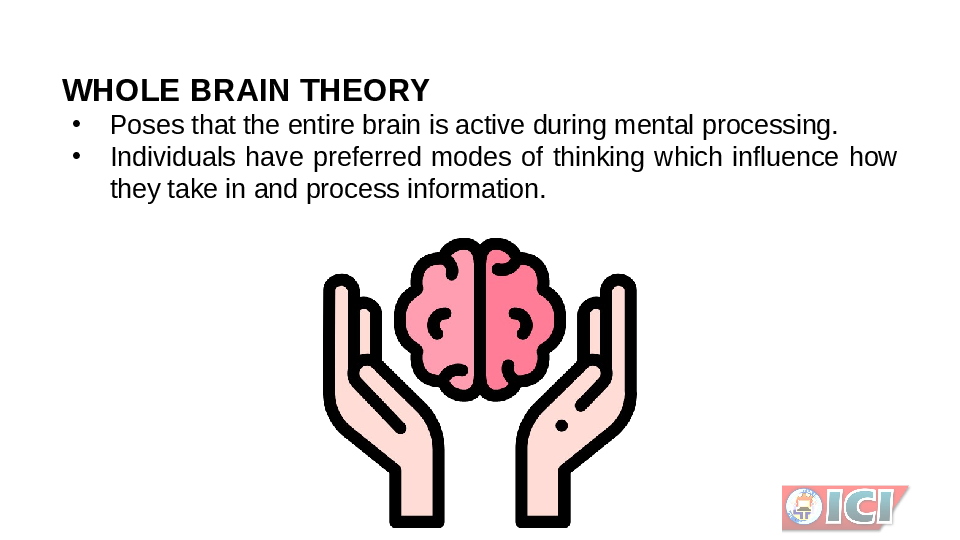 WHOLE BRAIN THEORY
• Poses that the entire brain is active during mental processing.
• Individuals have preferred modes of thinking which influence how
they take in and process information.
ICI